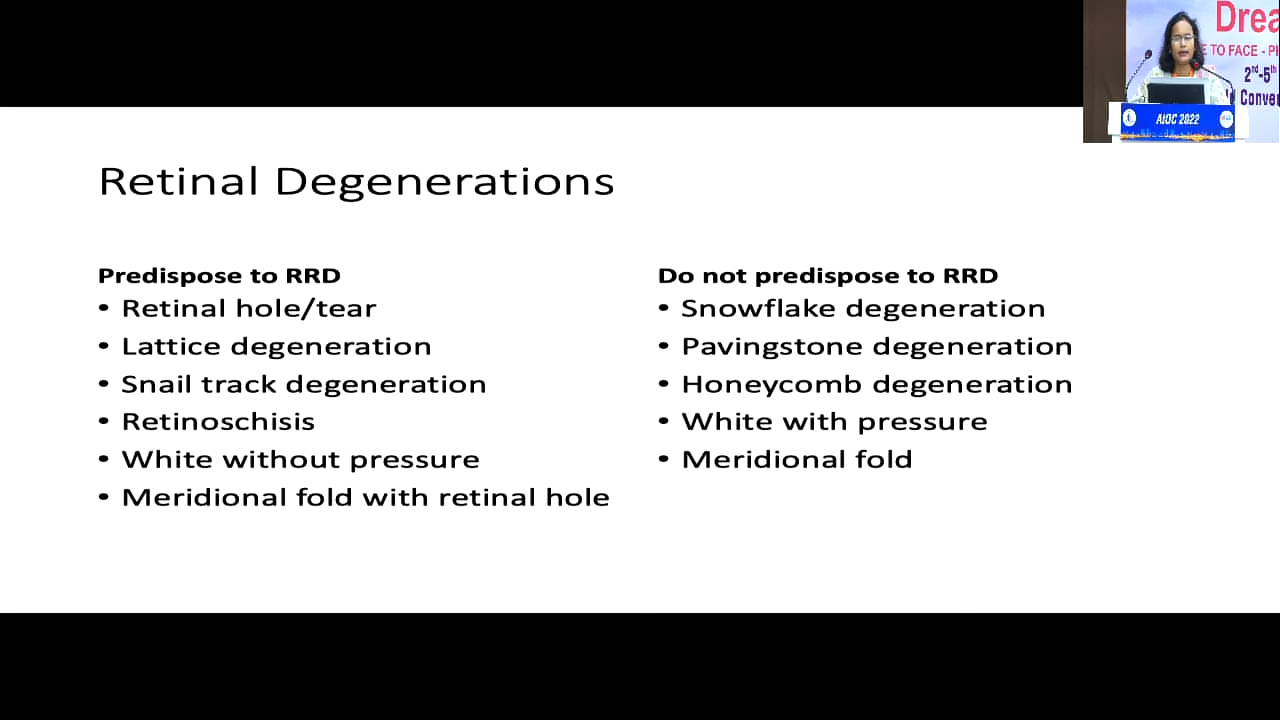 Drea
E TO FACE - P
2nd-5th
Conve
AIOC 2022
Retinal Degenerations
Predispose to RRD
• Retinal hole/tear
• Lattice degeneration
• Snail track degeneration
• Retinoschisis
• White without pressure
• Meridional fold with retinal hole
Do not predispose to RRD
• Snowflake degeneration
• Pavingstone degeneration
• Honeycomb degeneration
• White with pressure
• Meridional fold